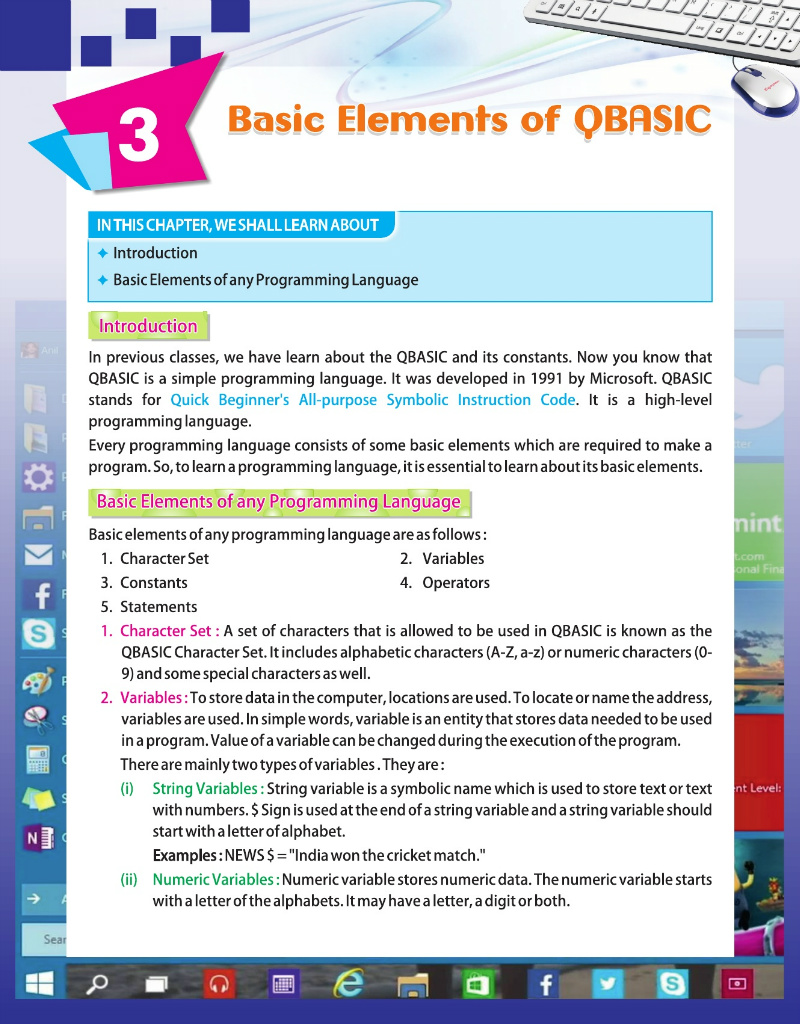 3
Basic Elements of QBASIC
IN THIS CHAPTER, WE SHALL LEARN ABOUT
Introduction
Basic Elements of any Programming Language
Introduction
In previous classes, we have learn about the QBASIC and its constants. Now you know that
QBASIC is a simple programming language. It was developed in 1991 by Microsoft. QBASIC
stands for Quick Beginner's All-purpose Symbolic Instruction Code. It is a high-level
programming language.
Every programming language consists of some basic elements which are required to make a
program. So, to learn a programming language, it is essential to learn about its basic elements.
Basic Elements of any Programming Language
Basic elements of any programming language are as follows :
1. Character Set 2. Variables
3. Constants 4. Operators
5. Statements
1. Character Set : A set of characters that is allowed to be used in QBASIC is known as the
QBASIC Character Set. It includes alphabetic characters (A-Z, a-z) or numeric characters (0-
9) and some special characters as well.
2. Variables : To store data in the computer, locations are used. To locate or name the address,
variables are used. In simple words, variable is an entity that stores data needed to be used
in a program. Value of a variable can be changed during the execution of the program.
There are mainly two types of variables . They are :
(i) String Variables : String variable is a symbolic name which is used to store text or text
with numbers. $ Sign is used at the end of a string variable and a string variable should
start with a letter of alphabet.
Examples : NEWS $ = "India won the cricket match."
(ii) Numeric Variables : Numeric variable stores numeric data. The numeric variable starts
with a letter of the alphabets. It may have a letter, a digit or both.
mint
t.com
onal Fina
nt Level:
Sear